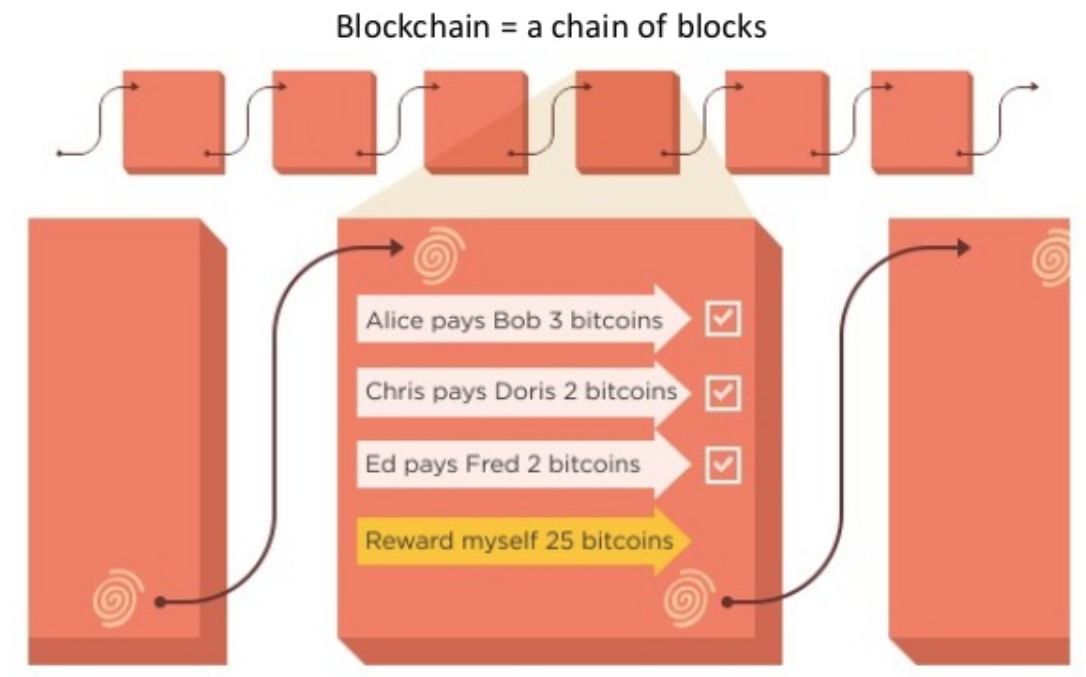 Blockchain = a chain of blocks
Alice pays Bob 3 bitcoins
Chris pays Doris 2 bitcoins
Ed pays Fred 2 bitcoins
Reward myself 25 bitcoins